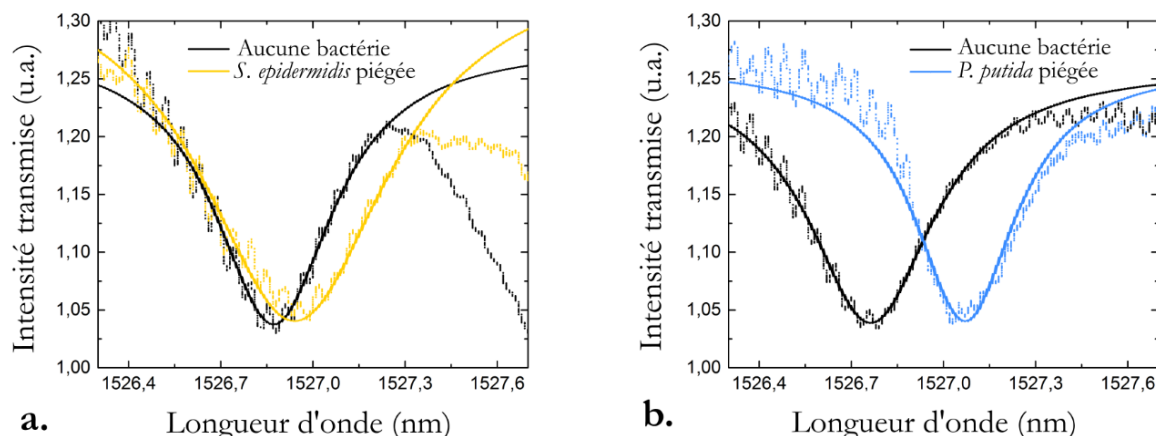 Intensité transmise (u.a.)
1,30
1,25
1,20
1,15
1,10
1,05
1,00
Aucune bactérie
S. epidermidis piégée
1526,4 1526,7 1527,0 1527,3 1527,6
a.
Longueur d'onde (nm)
Intensité transmise (u.a.)
1,30
1,25
1,20
1,15
1,10
1,05
1,00
Aucune bactérie
P. putida piégée
1526,4 1526,7 1527,0 1527,3 1527,6
b.
Longueur d'onde (nm)